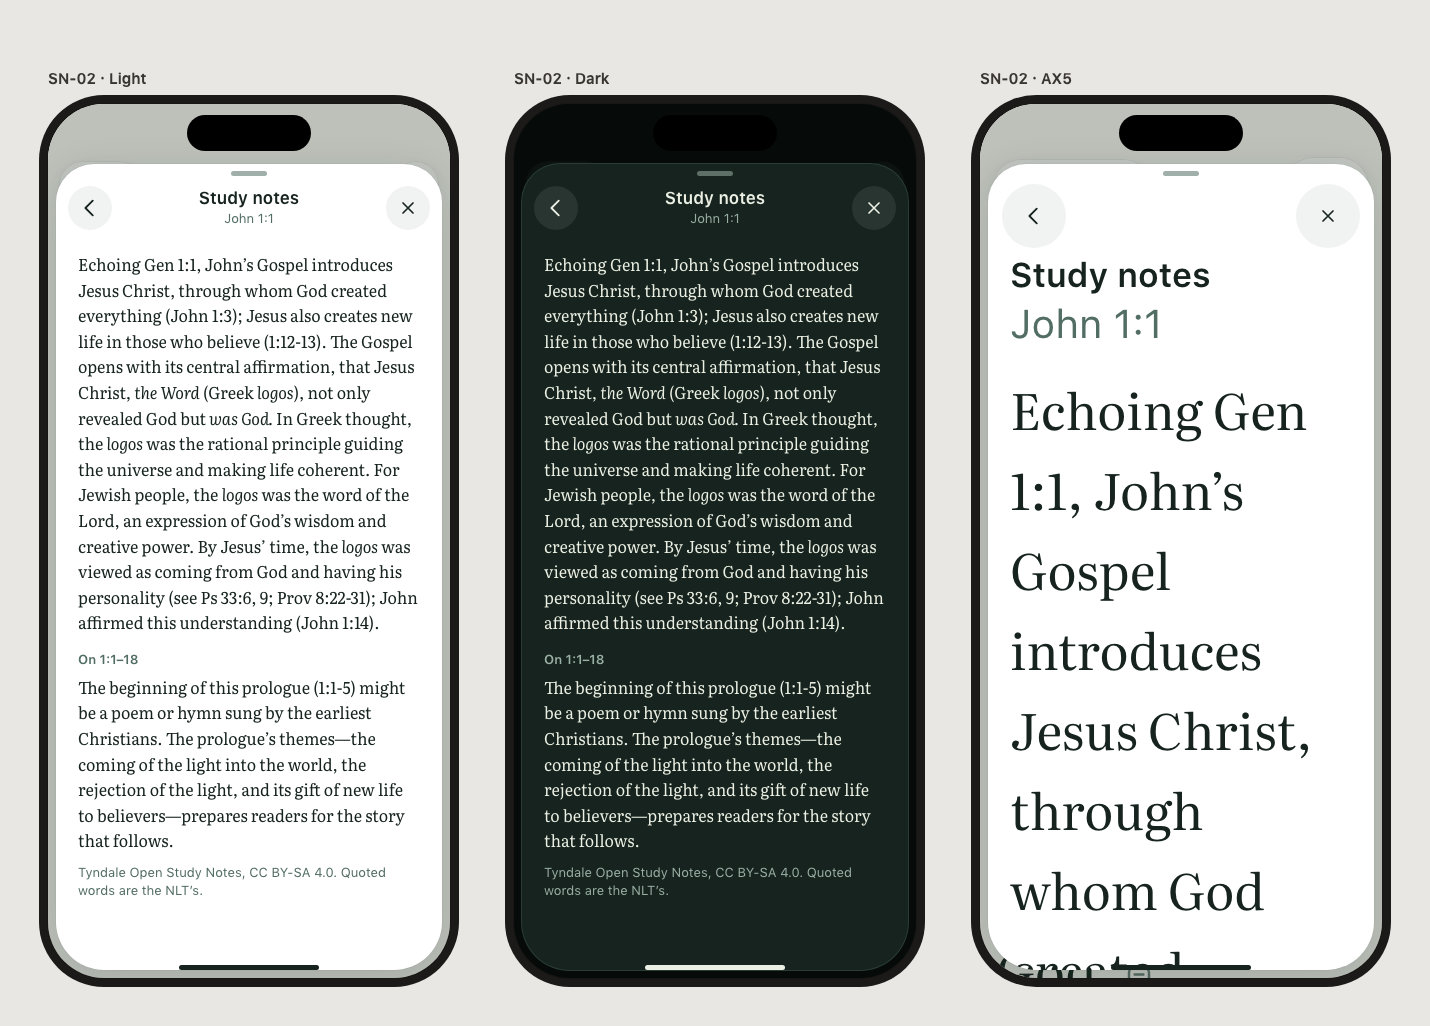 SN-02 · Light
Study notes
John 1:1
Echoing Gen 1:1, John’s Gospel introduces
Jesus Christ, through whom God created
everything (John 1:3); Jesus also creates new
life in those who believe (1:12-13). The Gospel
opens with its central affirmation, that Jesus
Christ, the Word (Greek logos), not only
revealed God but was God. In Greek thought,
the logos was the rational principle guiding
the universe and making life coherent. For
Jewish people, the logos was the word of the
Lord, an expression of God’s wisdom and
creative power. By Jesus’ time, the logos was
viewed as coming from God and having his
personality (see Ps 33:6, 9; Prov 8:22-31); John
affirmed this understanding (John 1:14).
On 1:1–18
The beginning of this prologue (1:1-5) might
be a poem or hymn sung by the earliest
Christians. The prologue’s themes—the
coming of the light into the world, the
rejection of the light, and its gift of new life
to believers—prepares readers for the story
that follows.
Tyndale Open Study Notes, CC BY-SA 4.0. Quoted
words are the NLT’s.
SN-02 · Dark
Study notes
John 1:1
Echoing Gen 1:1, John’s Gospel introduces
Jesus Christ, through whom God created
everything (John 1:3); Jesus also creates new
life in those who believe (1:12-13). The Gospel
opens with its central affirmation, that Jesus
Christ, the Word (Greek logos), not only
revealed God but was God. In Greek thought,
the logos was the rational principle guiding
the universe and making life coherent. For
Jewish people, the logos was the word of the
Lord, an expression of God’s wisdom and
creative power. By Jesus’ time, the logos was
viewed as coming from God and having his
personality (see Ps 33:6, 9; Prov 8:22-31); John
affirmed this understanding (John 1:14).
On 1:1–18
The beginning of this prologue (1:1-5) might
be a poem or hymn sung by the earliest
Christians. The prologue’s themes—the
coming of the light into the world, the
rejection of the light, and its gift of new life
to believers—prepares readers for the story
that follows.
Tyndale Open Study Notes, CC BY-SA 4.0. Quoted
words are the NLT’s.
SN-02 · AX5
Study notes
John 1:1
Echoing Gen
1:1, John’s
Gospel
introduces
Jesus Christ,
through
whom God
created